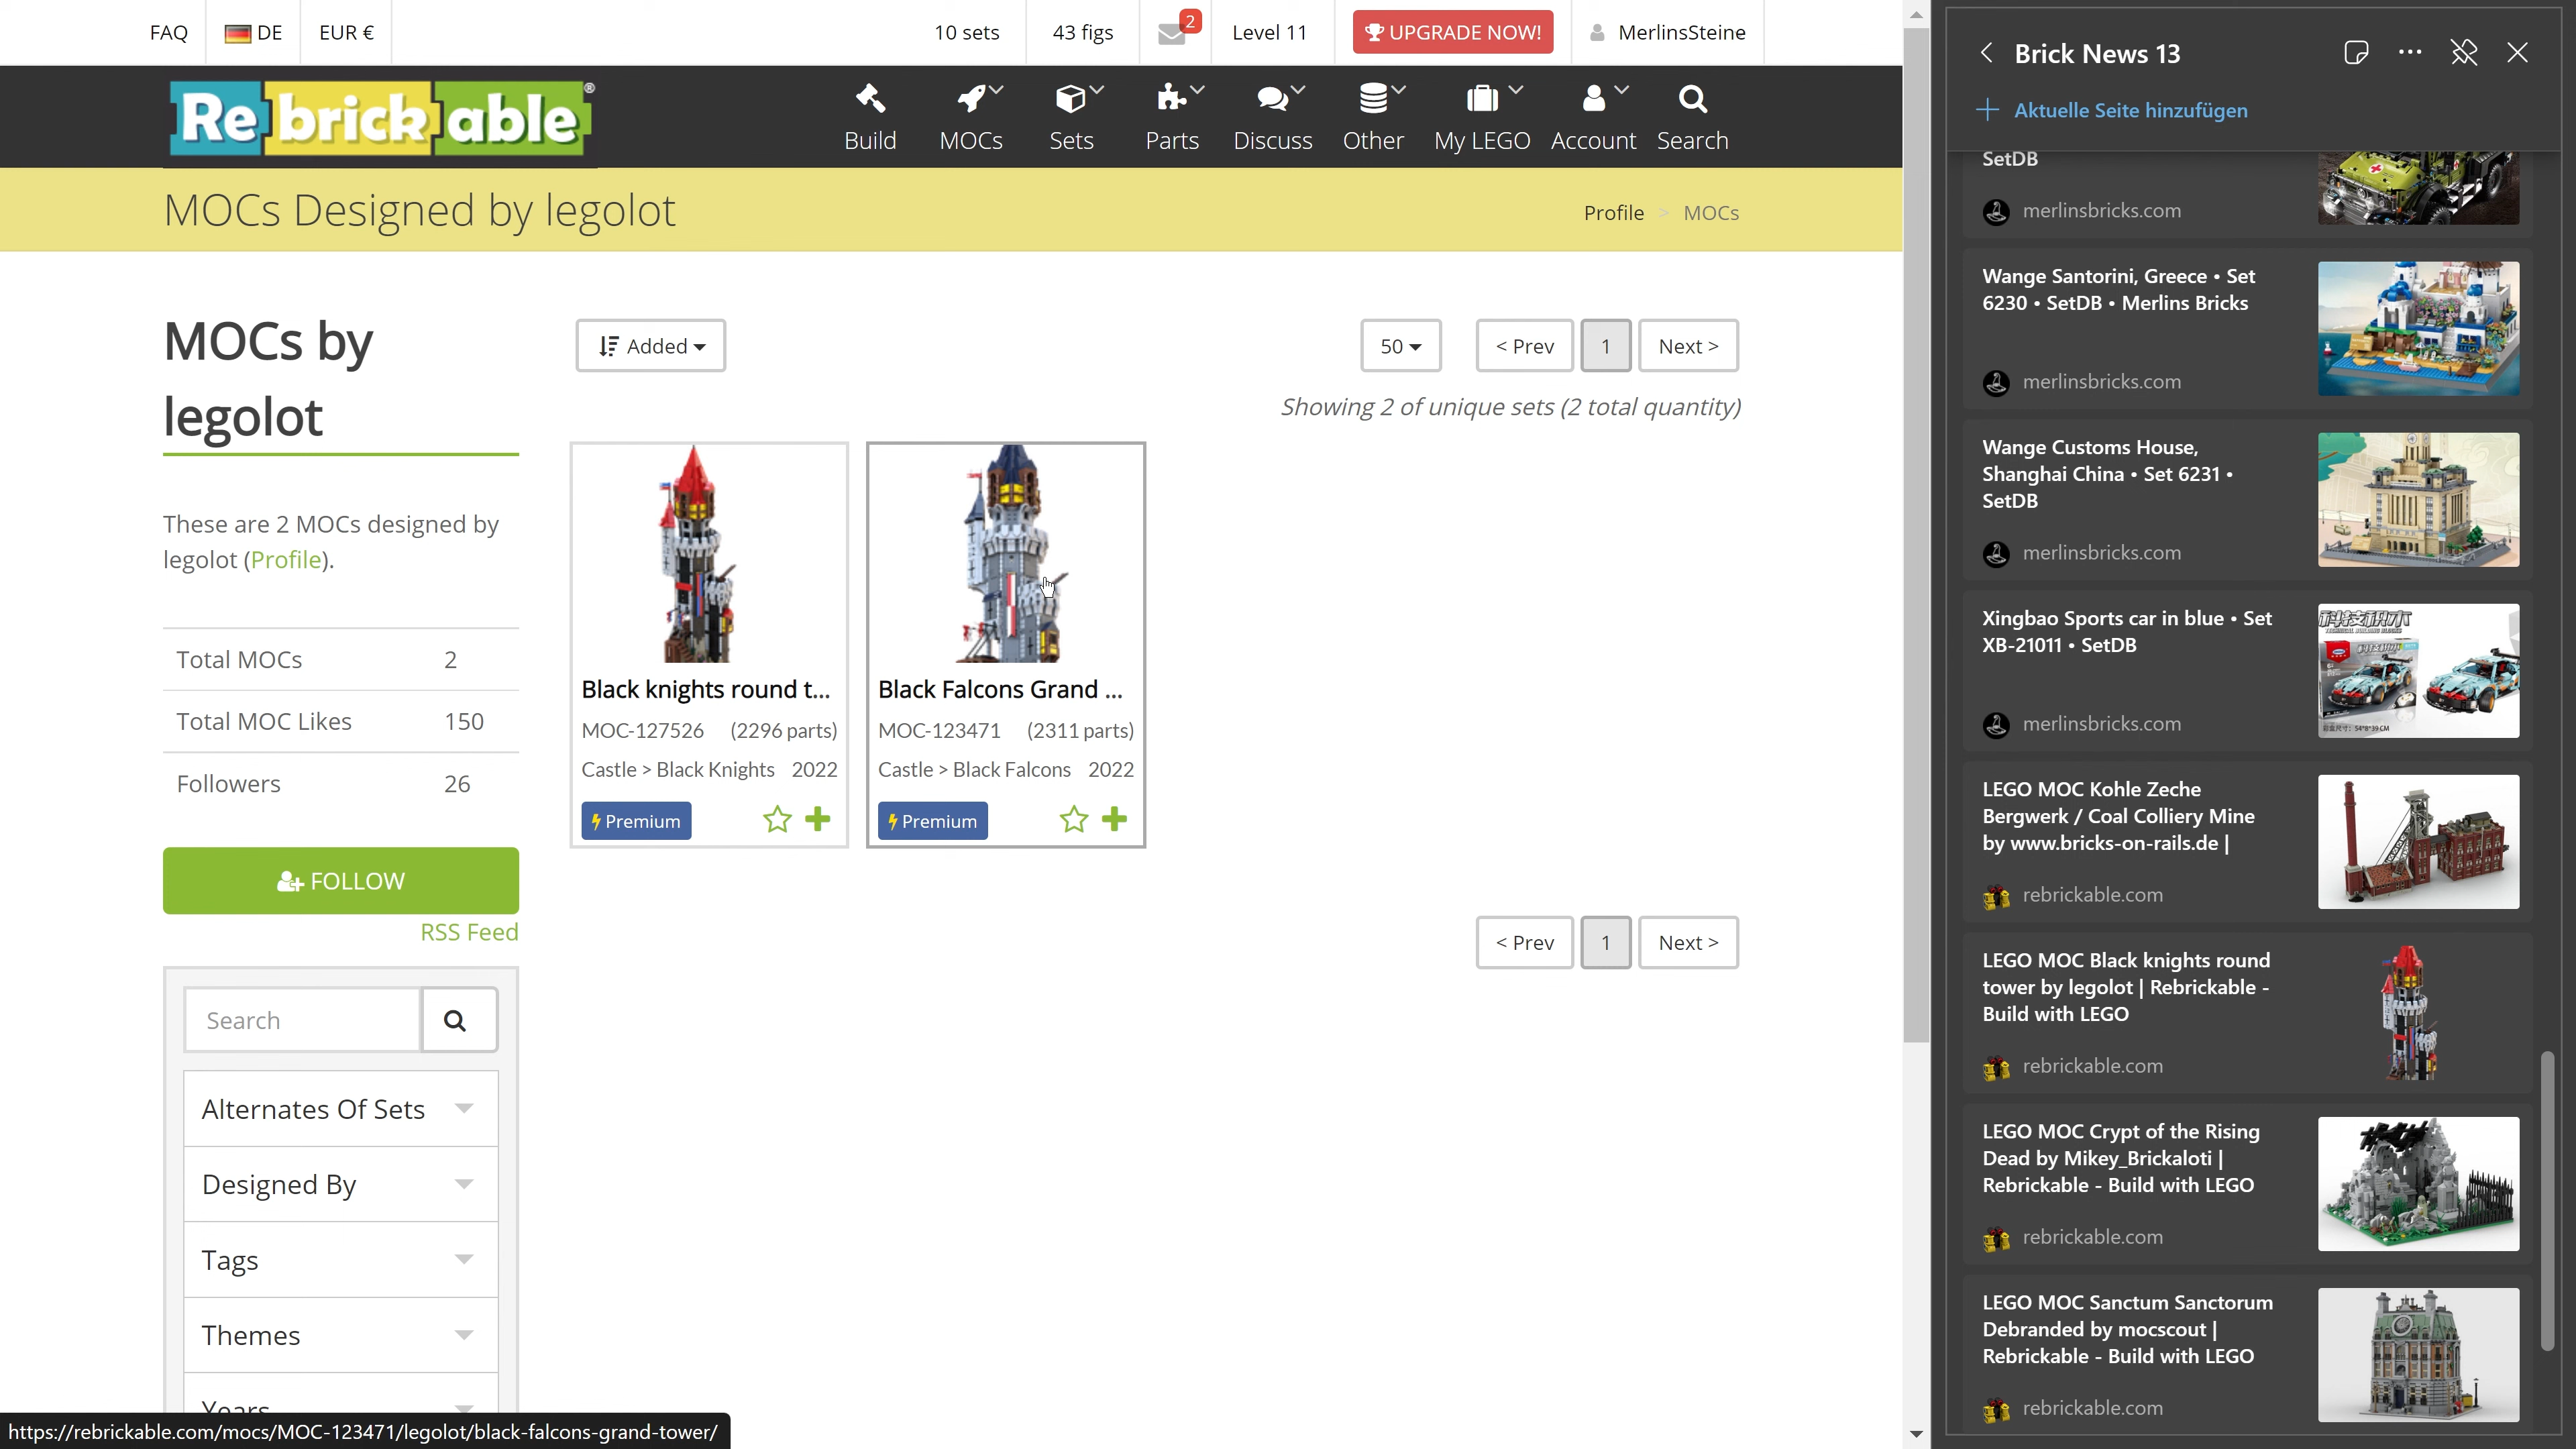 FAQ
DE
EUR €
10 sets
43 figs
2
Level 11
UPGRADE NOW!
MerlinsSteine
Rebrickable®
Build
MOCs
Sets
Parts
Discuss
Other
My LEGO
Account
Search
MOCs Designed by legolot
Profile > MOCs
MOCs by
legolot
These are 2 MOCs designed by
legolot (Profile).
Total MOCs 2
Total MOC Likes 150
Followers 26
FOLLOW
RSS Feed
Search
Alternates Of Sets
Designed By
Tags
Themes
Years
Added
50
< Prev
1
Next >
Showing 2 of unique sets (2 total quantity)
Black knights round t...
MOC-127526 (2296 parts)
Castle > Black Knights 2022
Premium
Black Falcons Grand ...
MOC-123471 (2311 parts)
Castle > Black Falcons 2022
Premium
< Prev
1
Next >
https://rebrickable.com/mocs/MOC-123471/legolot/black-falcons-grand-tower/
Brick News 13
Aktuelle Seite hinzufügen
SetDB
merlinsbricks.com
Wange Santorini, Greece • Set
6230 • SetDB • Merlins Bricks
merlinsbricks.com
Wange Customs House,
Shanghai China • Set 6231 •
SetDB
merlinsbricks.com
Xingbao Sports car in blue • Set
XB-21011 • SetDB
merlinsbricks.com
LEGO MOC Kohle Zeche
Bergwerk / Coal Colliery Mine
by www.bricks-on-rails.de |
rebrickable.com
LEGO MOC Black knights round
tower by legolot | Rebrickable -
Build with LEGO
rebrickable.com
LEGO MOC Crypt of the Rising
Dead by Mikey_Brickaloti |
Rebrickable - Build with LEGO
rebrickable.com
LEGO MOC Sanctum Sanctorum
Debranded by mocscout |
Rebrickable - Build with LEGO
rebrickable.com